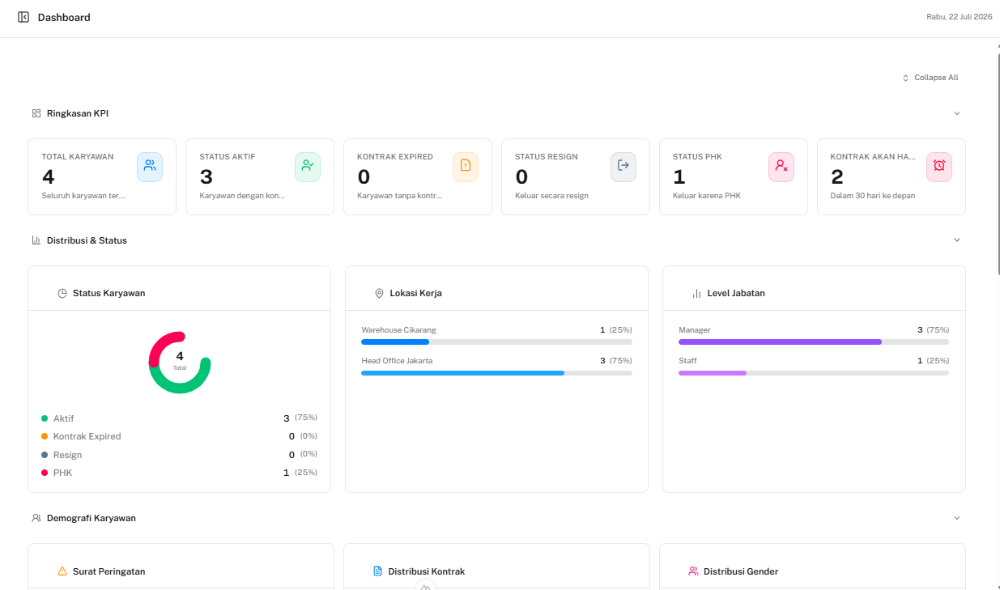 Dashboard
Rabu, 22 Juli 2026
Collapse All
Ringkasan KPI
TOTAL KARYAWAN
4
Seluruh karyawan ter...
STATUS AKTIF
3
Karyawan dengan kon...
KONTRAK EXPIRED
0
Karyawan tanpa kontr...
STATUS RESIGN
0
Keluar secara resign
STATUS PHK
1
Keluar karena PHK
KONTRAK AKAN HA...
2
Dalam 30 hari ke depan
Distribusi & Status
Status Karyawan
4
Total
Aktif 3 (75%)
Kontrak Expired 0 (0%)
Resign 0 (0%)
PHK 1 (25%)
Lokasi Kerja
Warehouse Cikarang 1 (25%)
Head Office Jakarta 3 (75%)
Level Jabatan
Manager 3 (75%)
Staff 1 (25%)
Demografi Karyawan
Surat Peringatan
Distribusi Kontrak
Distribusi Gender